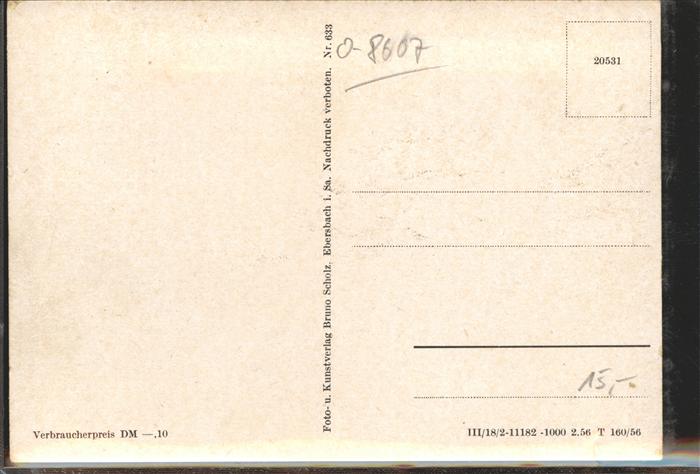 O-8607
20531
Foto- u. Kunstverlag Bruno Scholz, Ebersbach i. Sa. Nachdruck verboten. Nr. 633
15,-
Verbraucherpreis DM —,10
III/18/2-11182 -1000 2.56 T 160/56